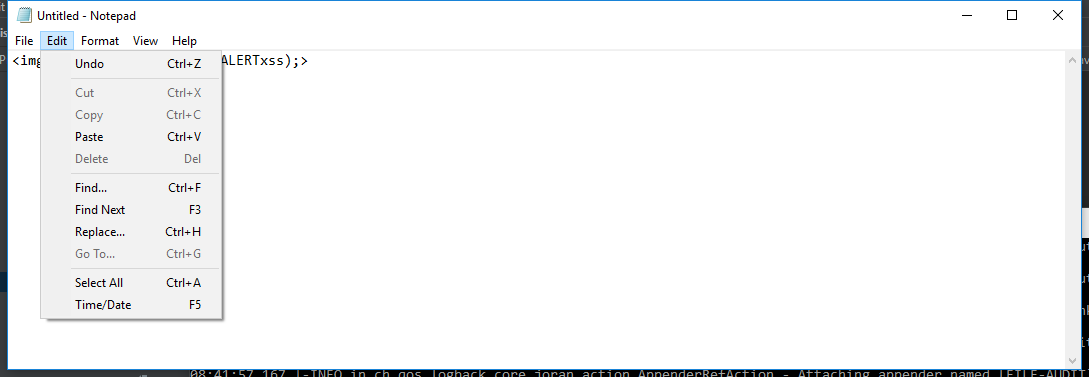 Untitled - Notepad
File Edit Format View Help
<img ALERTxss);>
Undo Ctrl+Z
Cut Ctrl+X
Copy Ctrl+C
Paste Ctrl+V
Delete Del
Find... Ctrl+F
Find Next F3
Replace... Ctrl+H
Go To... Ctrl+G
Select All Ctrl+A
Time/Date F5
08:41:57,167 |-INFO in ch.qos.logback.core.joran.action.AppenderRefAction - Attaching appender named [FILE-AUDIT